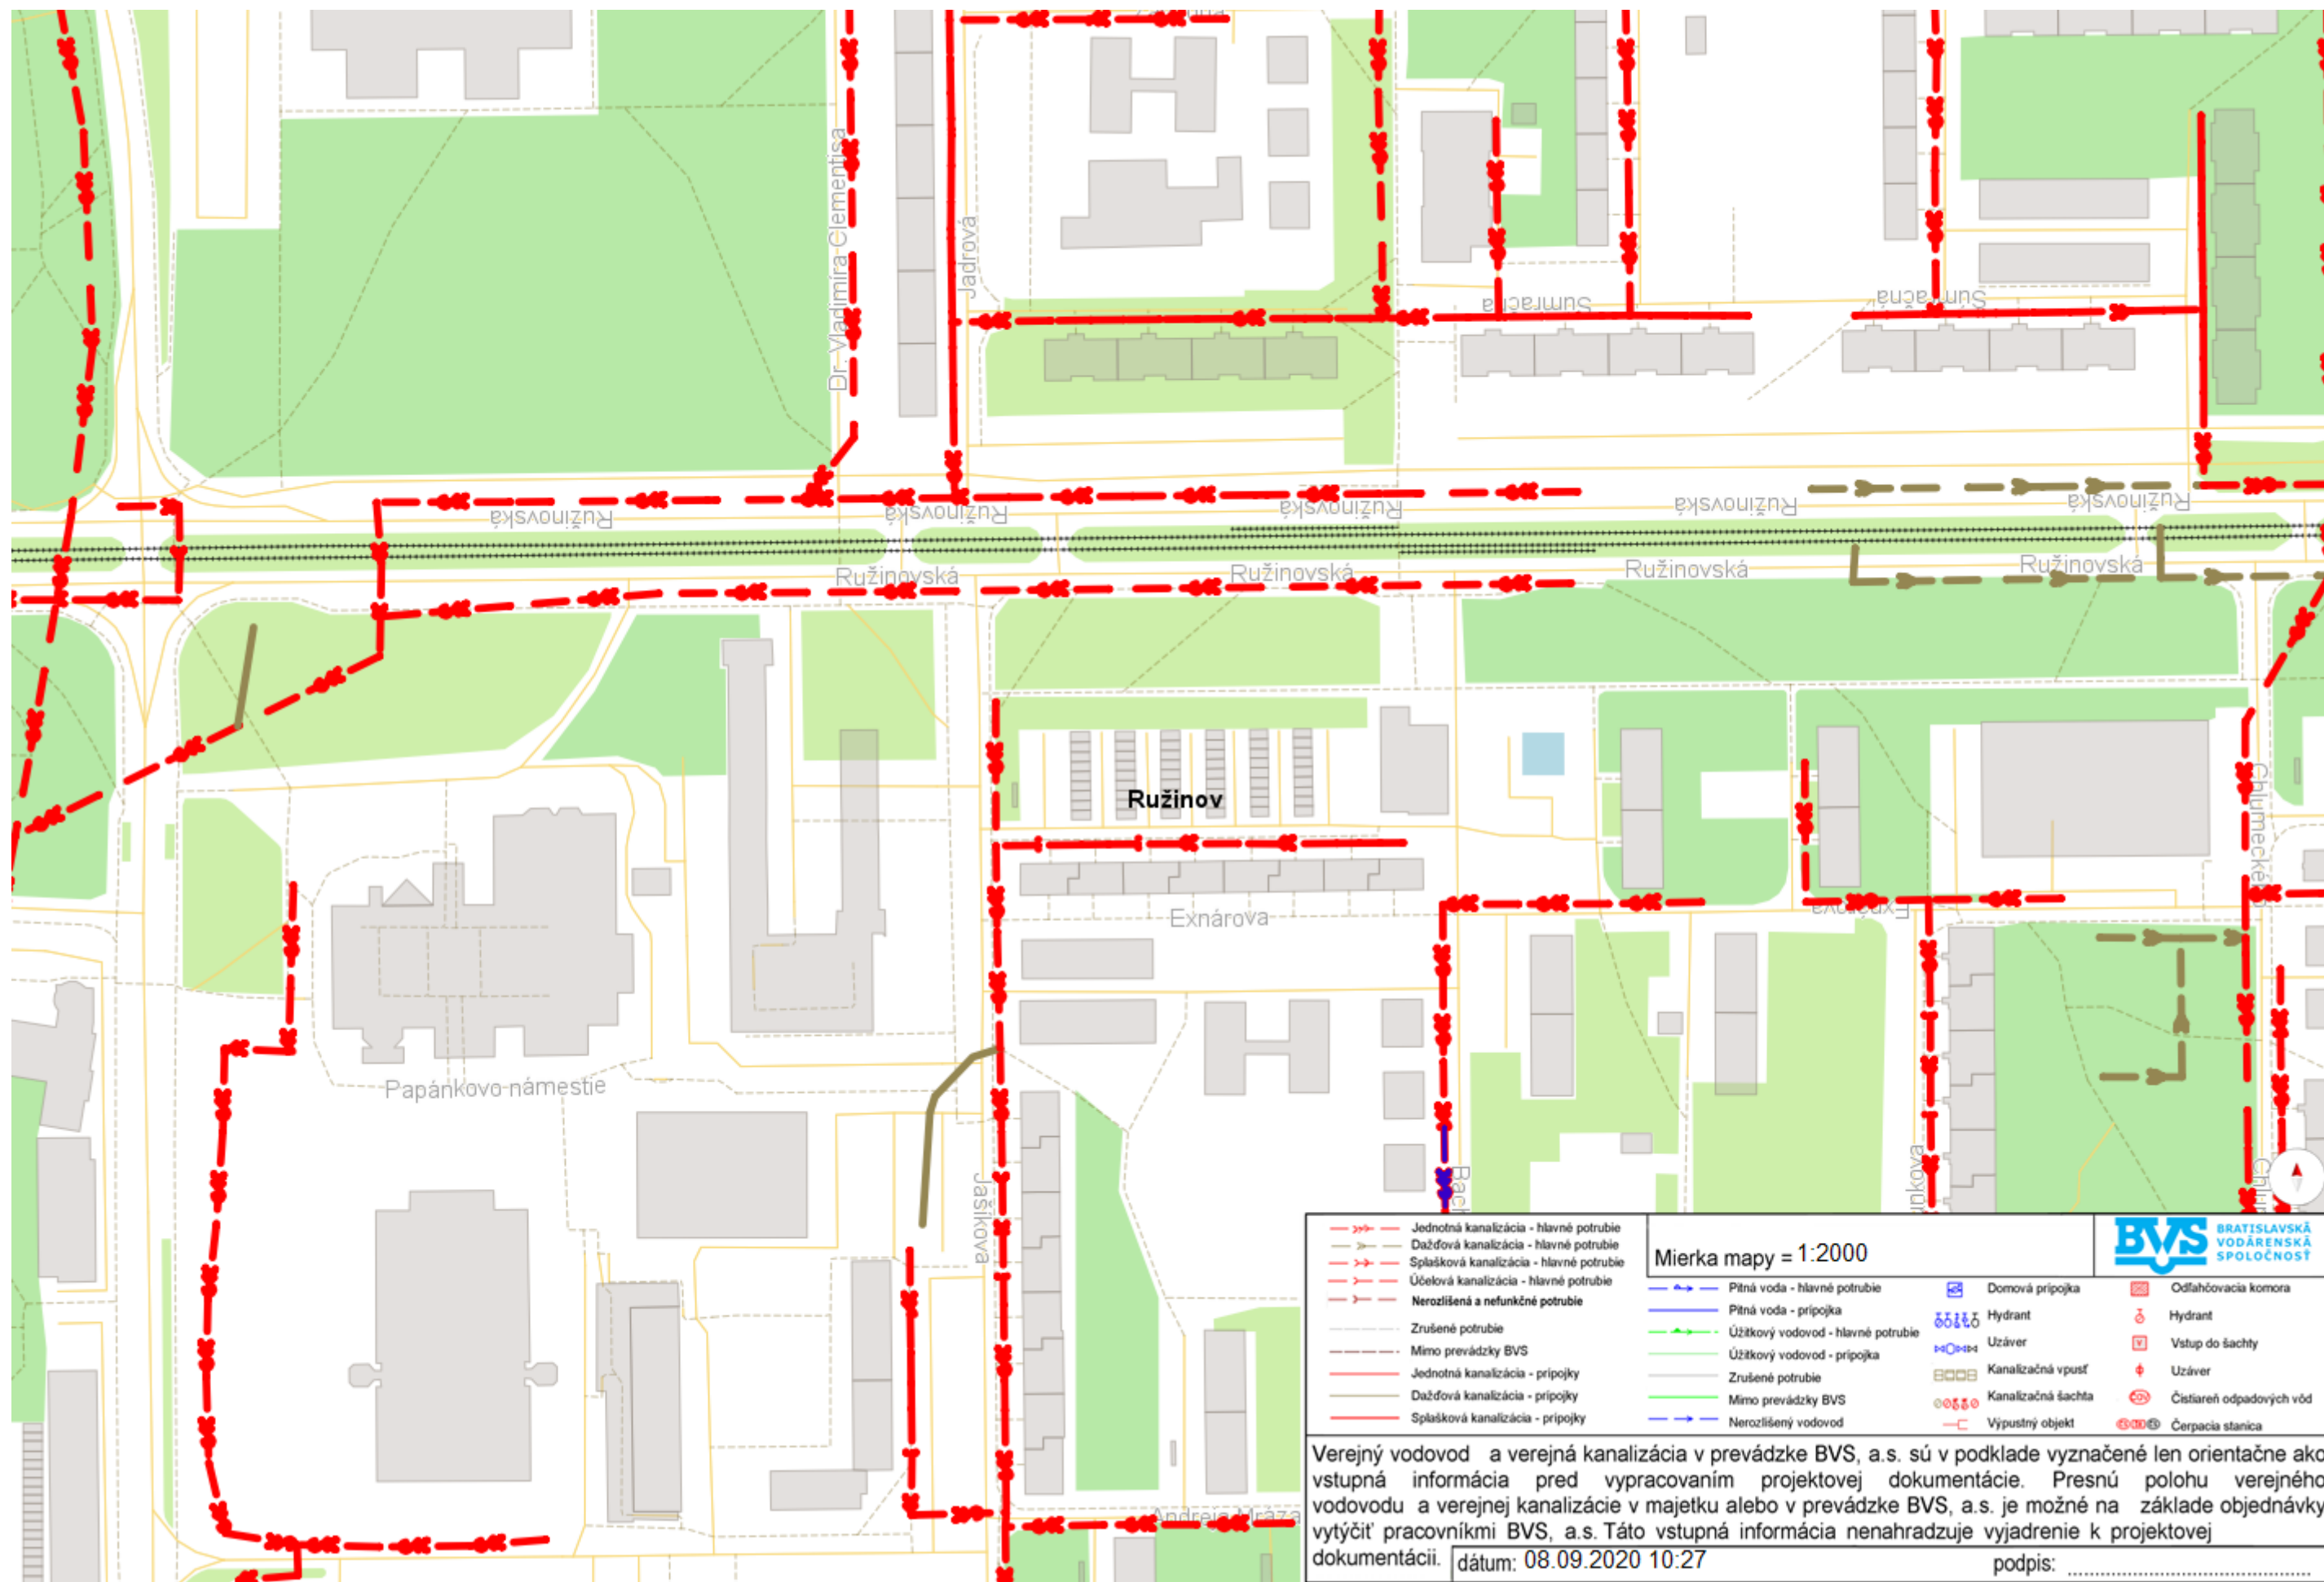 Dr. Vladimíra Clementisa
Jadrová
Súmračná
Súmračná
Ružinovská
Ružinovská
Ružinovská
Ružinovská
Ružinovská
Ružinovská
Ružinovská
Ružinovská
Ružinovská
Ružinov
Exnárova
Exnárova
Papánkovo námestie
Jašíkova
Bach
nkova
Chlumeckého
Chlum
Andreja Mráza
Jednotná kanalizácia - hlavné potrubie
Dažďová kanalizácia - hlavné potrubie
Splašková kanalizácia - hlavné potrubie
Účelová kanalizácia - hlavné potrubie
Nerozlíšená a nefunkčné potrubie
Zrušené potrubie
Mimo prevádzky BVS
Jednotná kanalizácia - prípojky
Dažďová kanalizácia - prípojky
Splašková kanalizácia - prípojky
Mierka mapy = 1:2000
BVS BRATISLAVSKÁ
VODÁRENSKÁ
SPOLOČNOSŤ
Pitná voda - hlavné potrubie
Pitná voda - prípojka
Úžitkový vodovod - hlavné potrubie
Úžitkový vodovod - prípojka
Zrušené potrubie
Mimo prevádzky BVS
Nerozlíšený vodovod
Domová prípojka
Hydrant
Uzáver
Kanalizačná vpusť
Kanalizačná šachta
Výpustný objekt
Odľahčovacia komora
Hydrant
Vstup do šachty
Uzáver
Čistiareň odpadových vôd
Čerpacia stanica
Verejný vodovod a verejná kanalizácia v prevádzke BVS, a.s. sú v podklade vyznačené len orientačne ako
vstupná informácia pred vypracovaním projektovej dokumentácie. Presnú polohu verejného
vodovodu a verejnej kanalizácie v majetku alebo v prevádzke BVS, a.s. je možné na základe objednávky
vytýčiť pracovníkmi BVS, a.s. Táto vstupná informácia nenahradzuje vyjadrenie k projektovej
dokumentácii.
dátum: 08.09.2020 10:27
podpis: ........................................